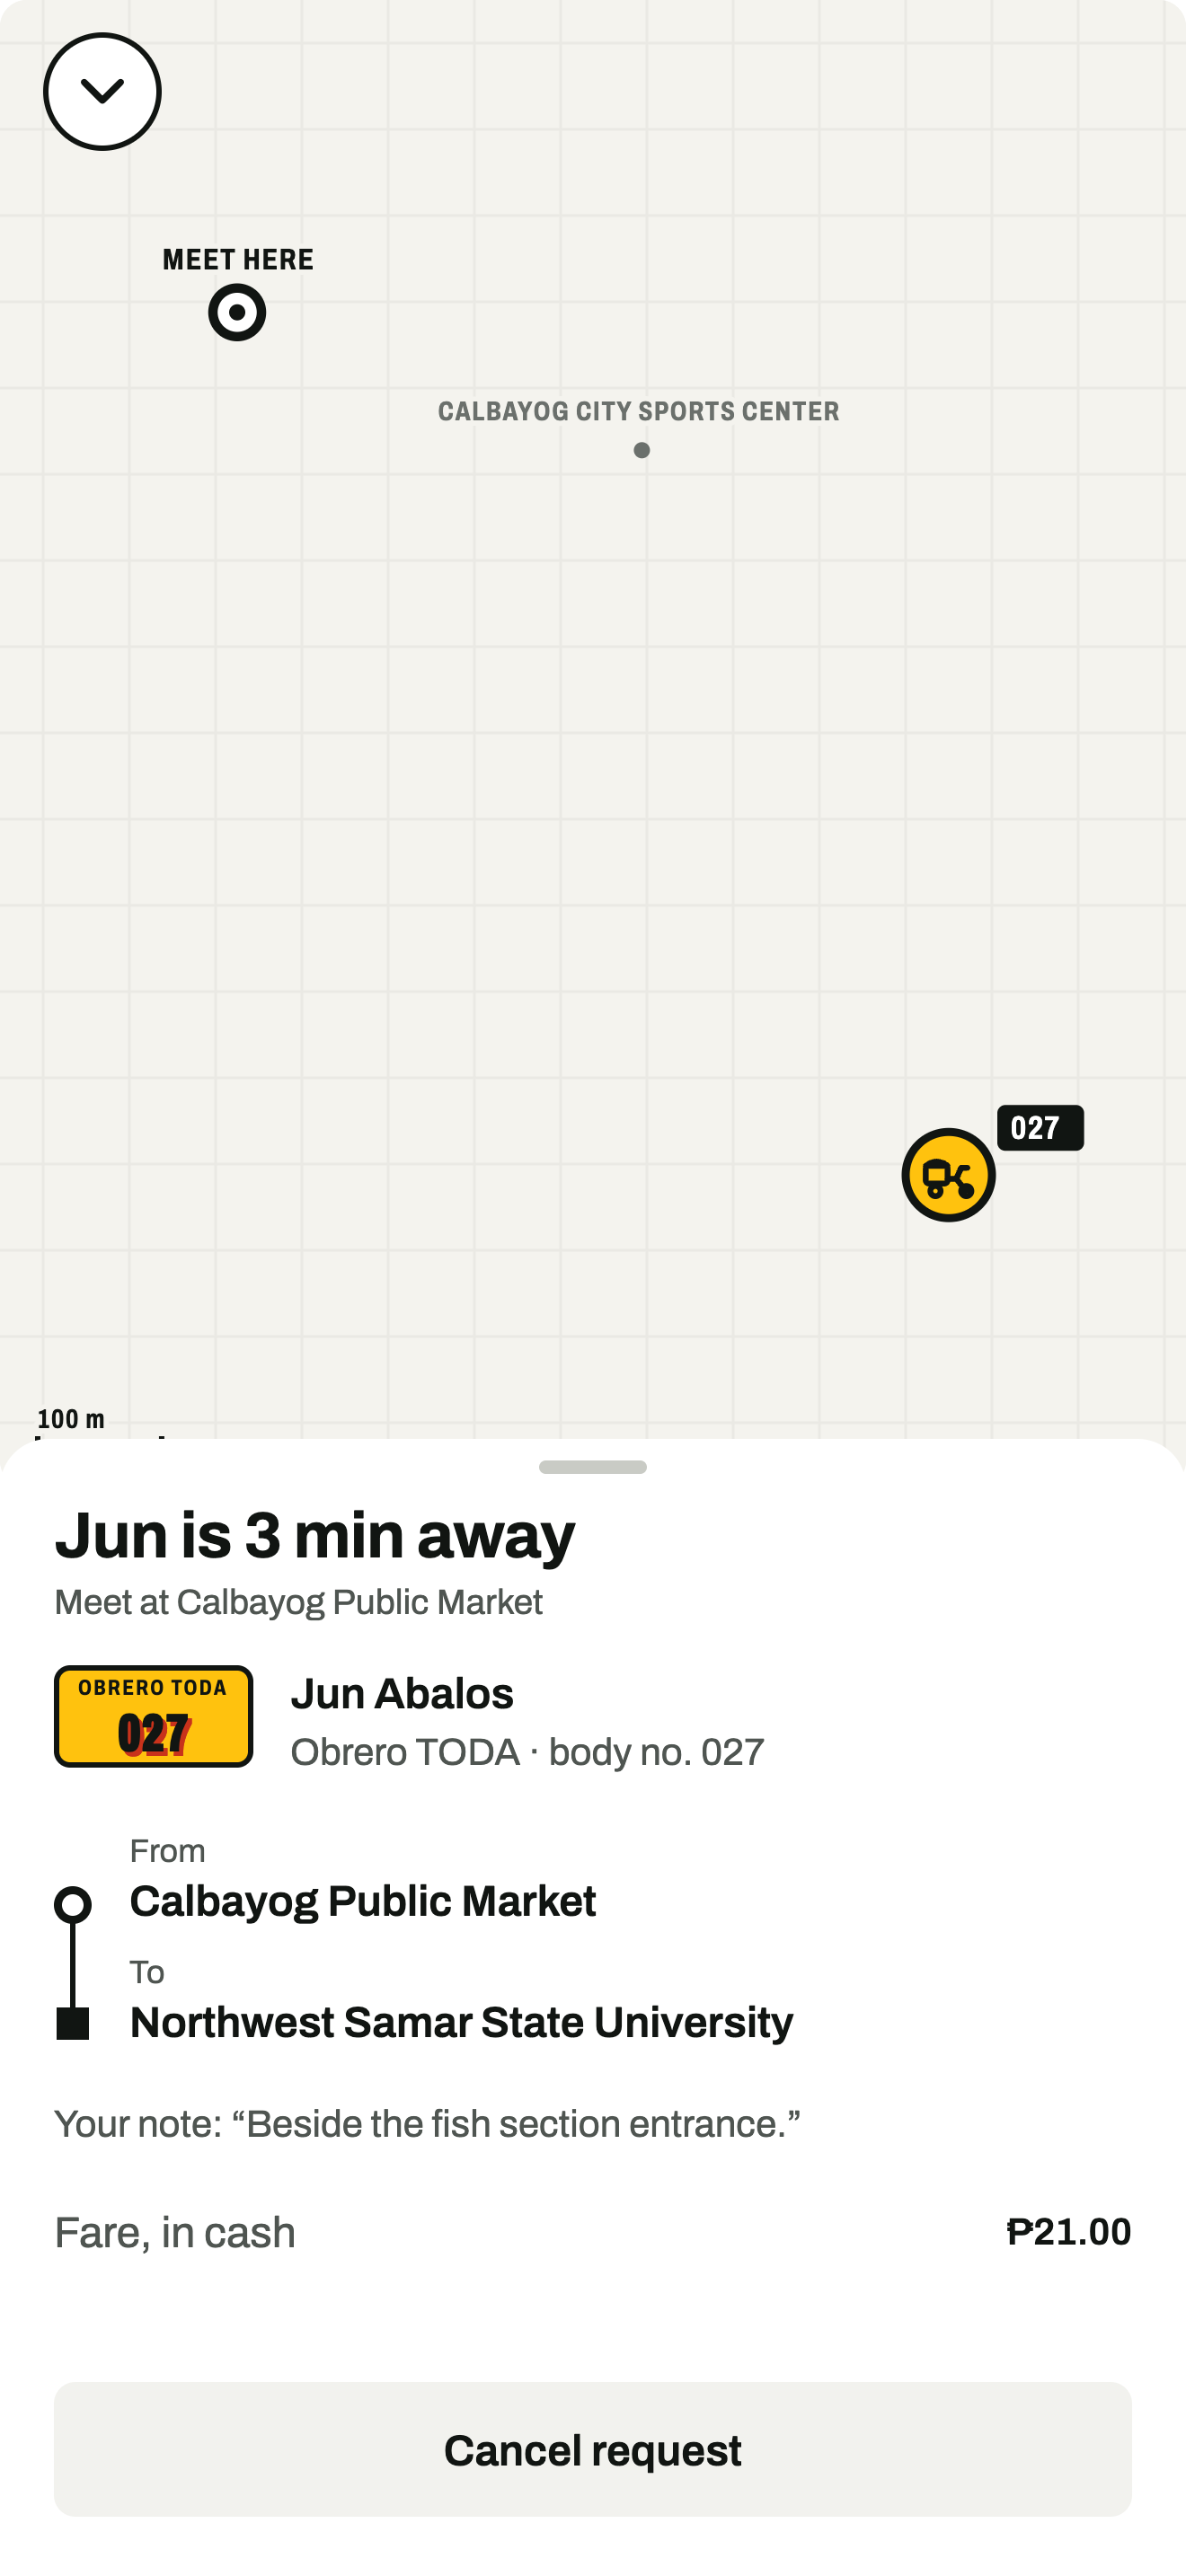 MEET HERE
CALBAYOG CITY SPORTS CENTER
027
100 m
Jun is 3 min away
Meet at Calbayog Public Market
OBRERO TODA
027
Jun Abalos
Obrero TODA · body no. 027
From
Calbayog Public Market
To
Northwest Samar State University
Your note: “Beside the fish section entrance.”
Fare, in cash
₱21.00
Cancel request